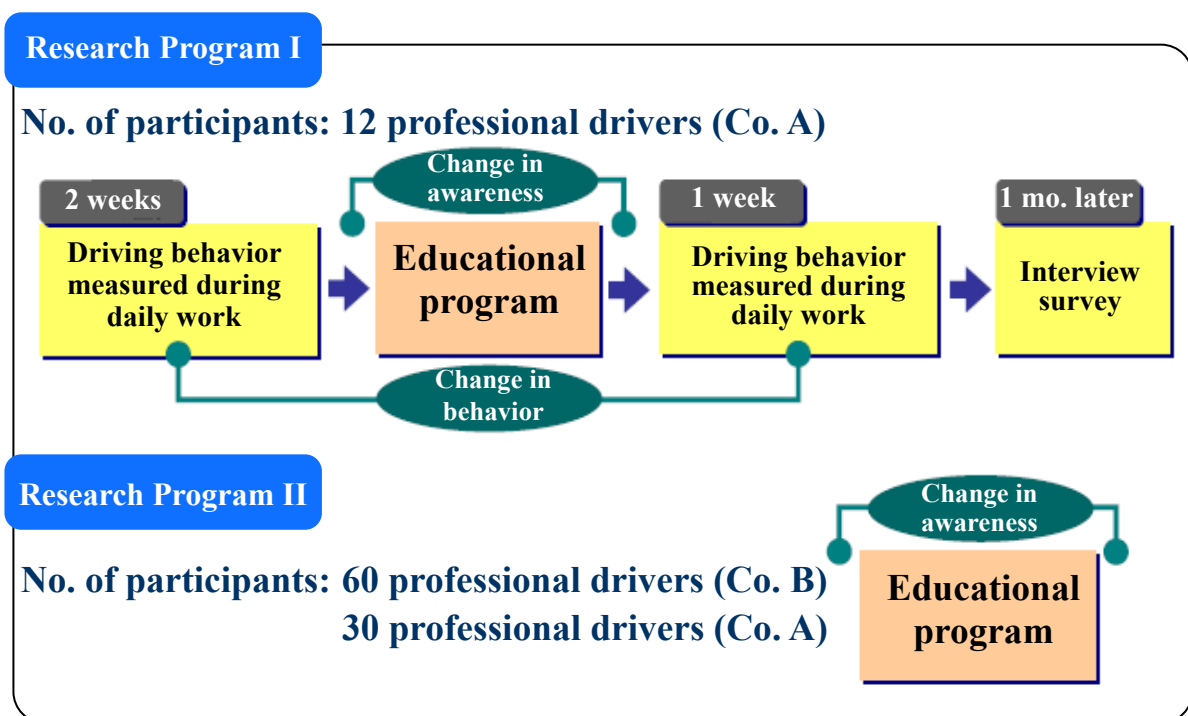 Research Program I
No. of participants: 12 professional drivers (Co. A)
Change in
awareness
2 weeks
Driving behavior
measured during
daily work
Educational
program
1 week
Driving behavior
measured during
daily work
1 mo. later
Interview
survey
Change in
behavior
Research Program II
Change in
awareness
No. of participants: 60 professional drivers (Co. B)
30 professional drivers (Co. A)
Educational
program